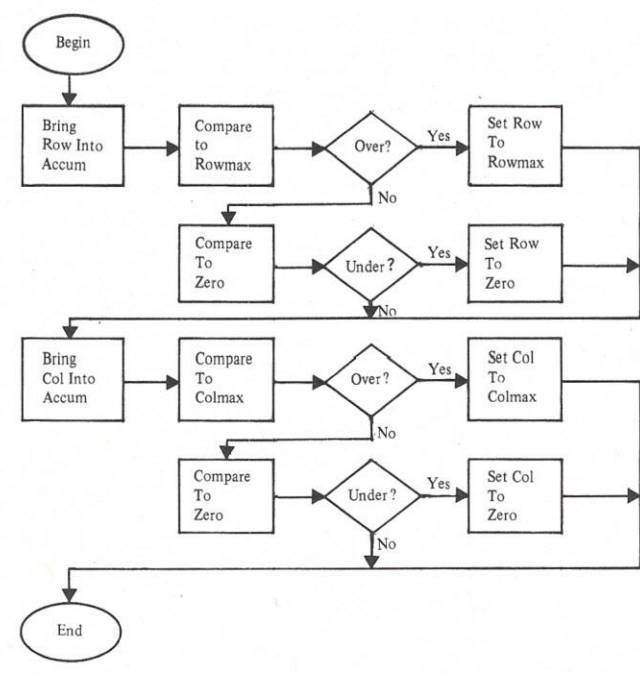 Begin
Bring
Row Into
Accum
Compare
to
Rowmax
Over?
Yes
Set Row
To
Rowmax
No
Compare
To
Zero
Under?
Yes
Set Row
To
Zero
No
Bring
Col Into
Accum
Compare
To
Colmax
Over?
Yes
Set Col
To
Colmax
No
Compare
To
Zero
Under?
Yes
Set Col
To
Zero
No
End